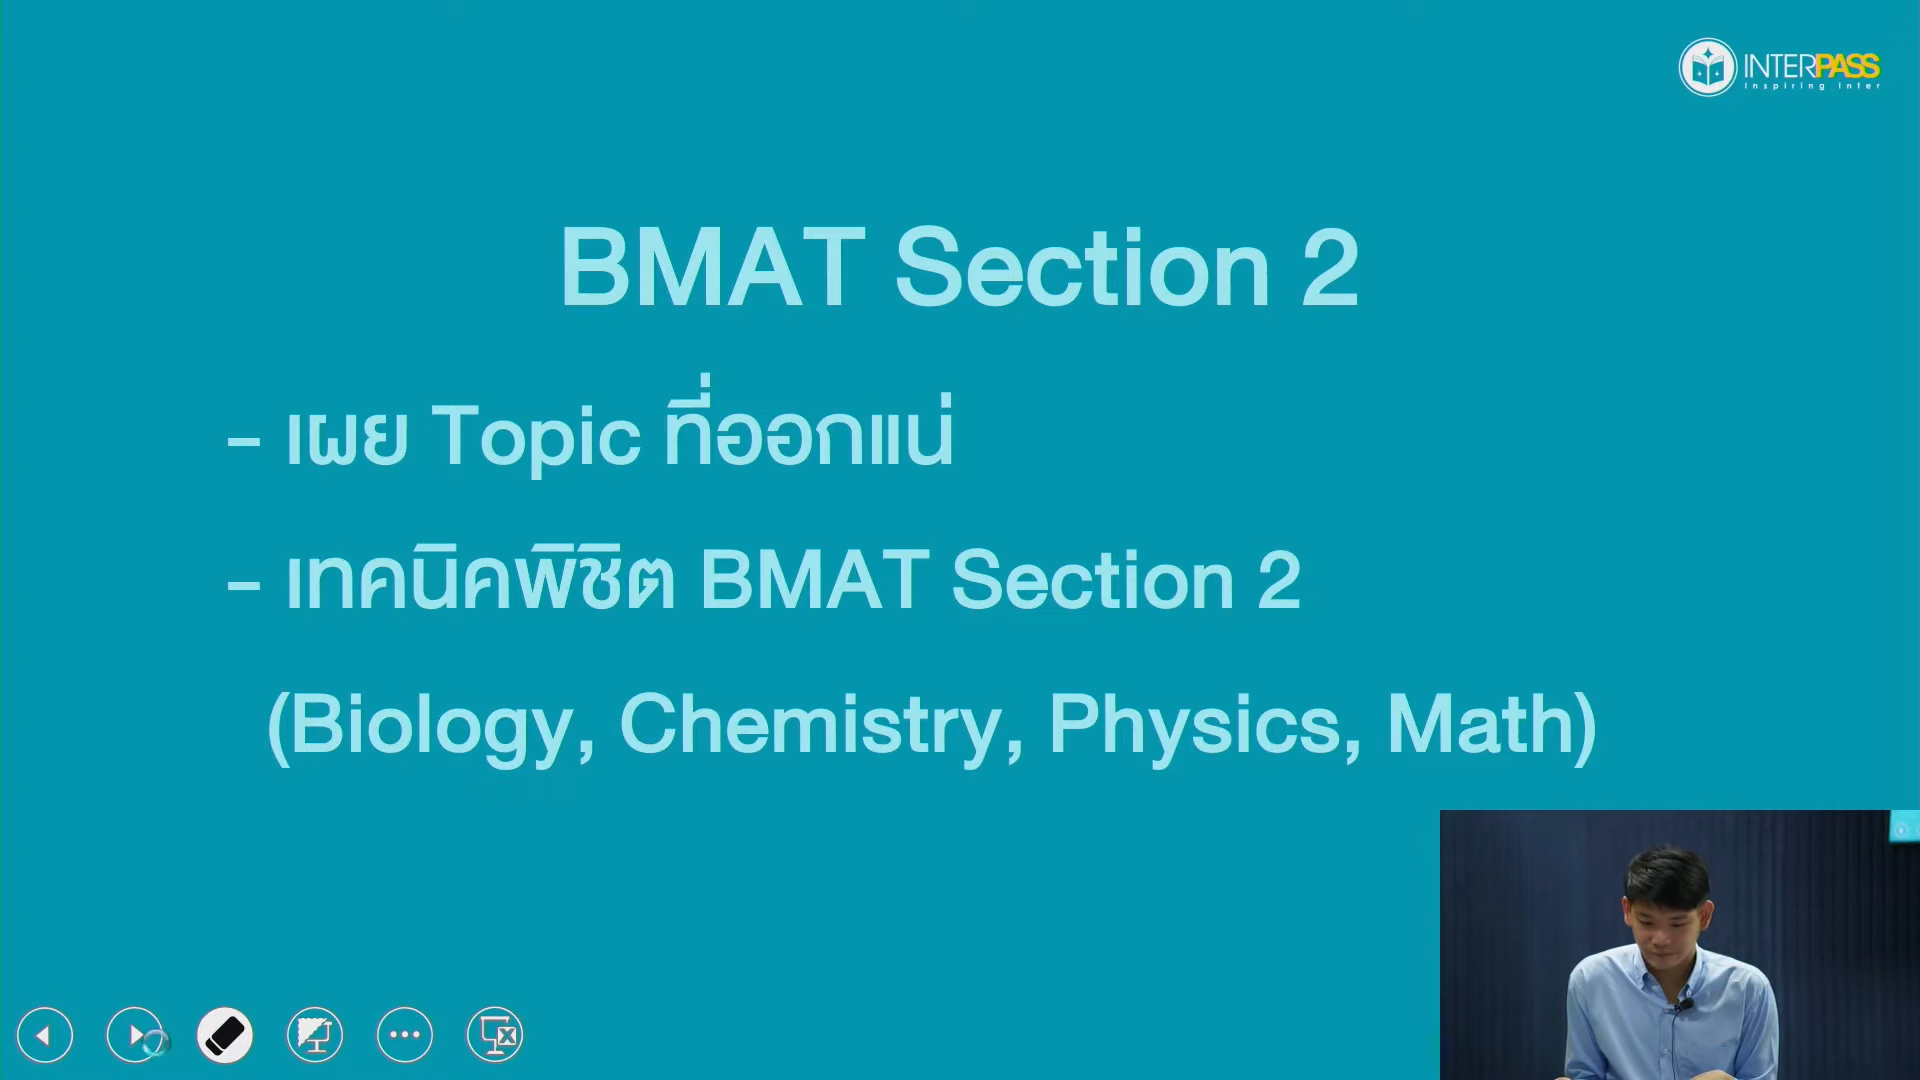 INTERPASS
Inspiring Inter
BMAT Section 2
- เผย Topic ที่ออกแน่
- เทคนิคพิชิต BMAT Section 2
(Biology, Chemistry, Physics, Math)